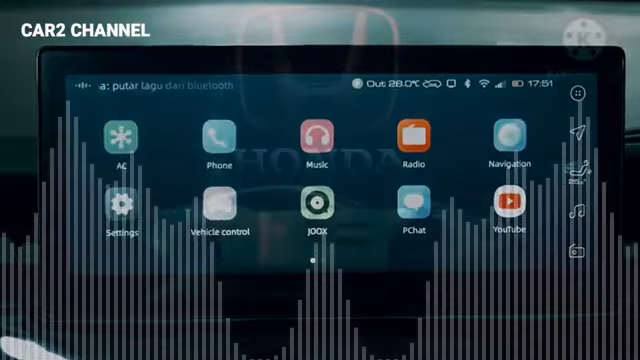 CAR2 CHANNEL
a: putar lagu dari bluetooth
Out 28.0℃ 17:51
HONDA
AC Phone Music Radio Navigation
Settings Vehicle control JOOX PChat YouTube